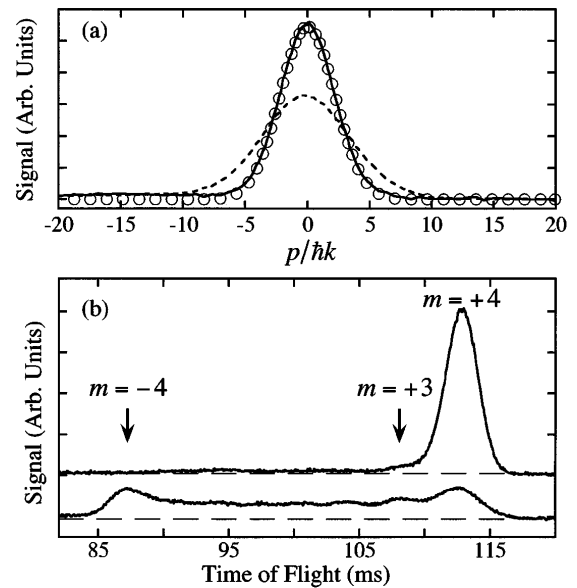 (a)
Signal (Arb. Units)
-20 -15 -10 -5 0 5 10 15 20
p/ħk
(b)
m = +4
m = −4
m = +3
Signal (Arb. Units)
85 95 105 115
Time of Flight (ms)